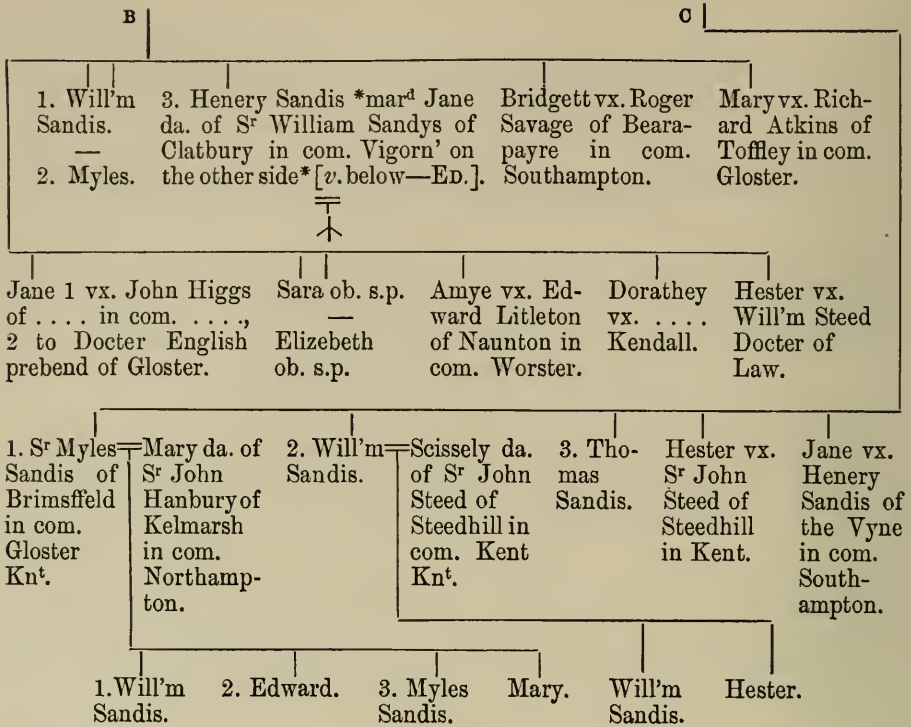 B
C
1. Will'm
Sandis.
—
2. Myles.
3. Henery Sandis *mard Jane
da. of Sr William Sandys of
Clatbury in com. Vigorn' on
the other side* [v. below—ED.].
Bridgett vx. Roger
Savage of Beara-
payre in com.
Southampton.
Mary vx. Rich-
ard Atkins of
Toffley in com.
Gloster.
Jane 1 vx. John Higgs
of .... in com. ....,
2 to Docter English
prebend of Gloster.
Sara ob. s.p.
—
Elizebeth
ob. s.p.
Amye vx. Ed-
ward Litleton
of Naunton in
com. Worster.
Dorathey
vx. ....
Kendall.
Hester vx.
Will'm Steed
Docter of
Law.
1. Sr Myles
Sandis of
Brimsffeld
in com.
Gloster
Knt.
Mary da. of
Sr John
Hanbury of
Kelmarsh
in com.
Northamp-
ton.
2. Will'm
Sandis.
Scissely da.
of Sr John
Steed of
Steedhill in
com. Kent
Knt.
3. Tho-
mas
Sandis.
Hester vx.
Sr John
Steed of
Steedhill
in Kent.
Jane vx.
Henery
Sandis of
the Vyne
in com.
South-
ampton.
1. Will'm
Sandis.
2. Edward.
3. Myles
Sandis.
Mary.
Will'm
Sandis.
Hester.